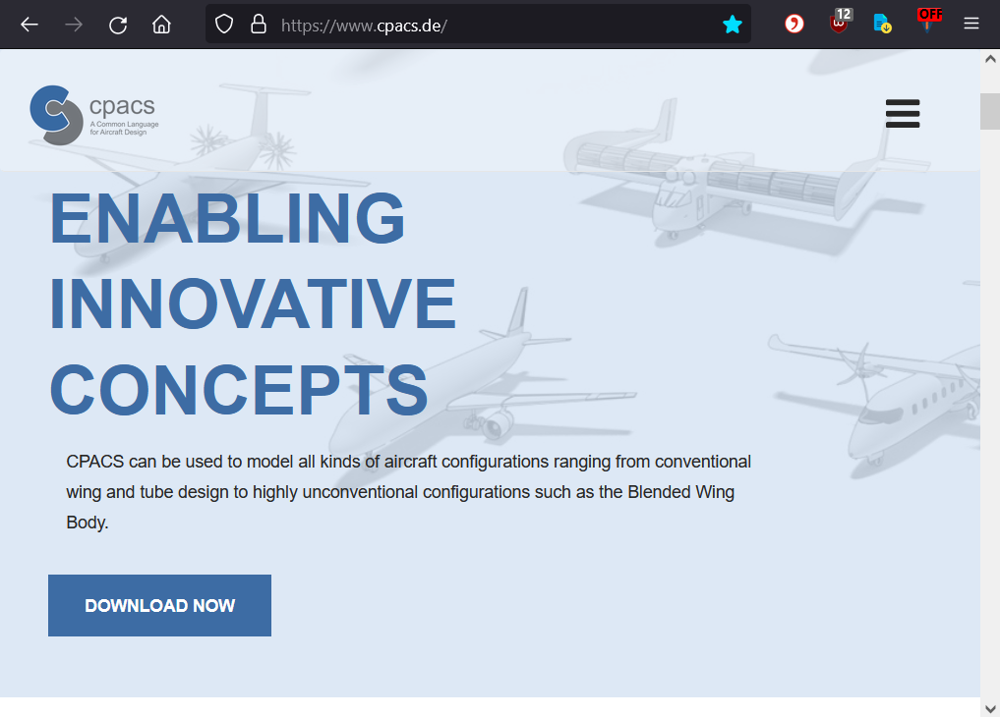 https://www.cpacs.de/
12
OFF
cpacs
A Common Language
for Aircraft Design
ENABLING
INNOVATIVE
CONCEPTS
CPACS can be used to model all kinds of aircraft configurations ranging from conventional
wing and tube design to highly unconventional configurations such as the Blended Wing
Body.
DOWNLOAD NOW